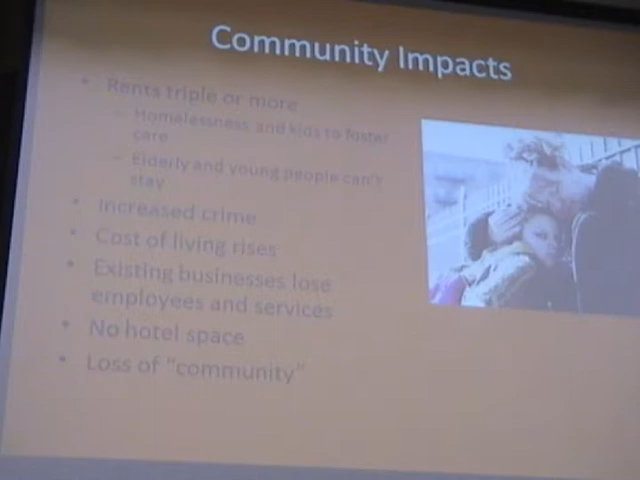 Community Impacts
• Rents triple or more
– Homelessness and kids to foster
care
– Elderly and young people can't
stay
• Increased crime
• Cost of living rises
• Existing businesses lose
employees and services
• No hotel space
• Loss of “community”